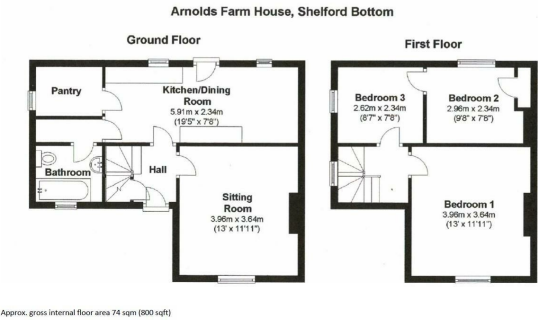 Arnolds Farm House, Shelford Bottom
Ground Floor
Pantry
Kitchen/Dining
Room
5.91m x 2.34m
(19'5" x 7'8")
Bathroom
Hall
Sitting
Room
3.96m x 3.64m
(13' x 11'11")
First Floor
Bedroom 3
2.62m x 2.34m
(8'7" x 7'8")
Bedroom 2
2.96m x 2.34m
(9'8" x 7'8")
Bedroom 1
3.96m x 3.64m
(13' x 11'11")
Approx. gross internal floor area 74 sqm (800 sqft)